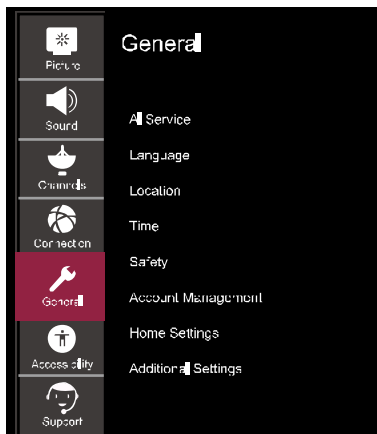 Picture
Sound
Channels
Connection
General
Accessibility
Support
General
AI Service
Language
Location
Time
Safety
Account Management
Home Settings
Additional Settings